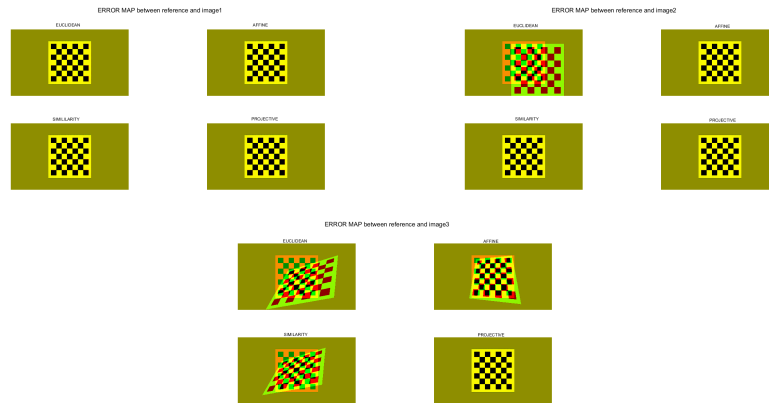 ERROR MAP between reference and image1
EUCLIDEAN
AFFINE
SIMILILARITY
PROJECTIVE
ERROR MAP between reference and image2
EUCLIDEAN
AFFINE
SIMILARITY
PROJECTIVE
ERROR MAP between reference and image3
EUCLIDEAN
AFFINE
SIMILARITY
PROJECTIVE